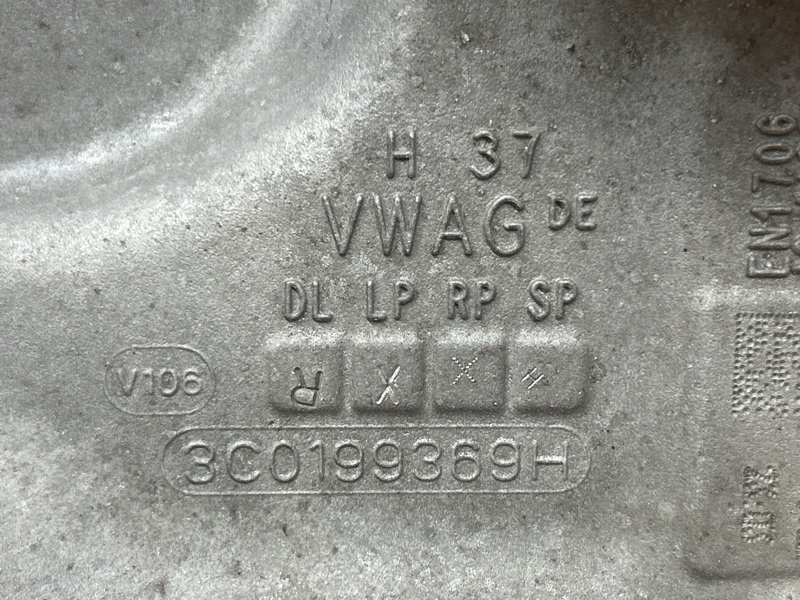 H 37
VWAG DE
DL LP RP SP
R X X #
V106
3C0199369H
EN1706